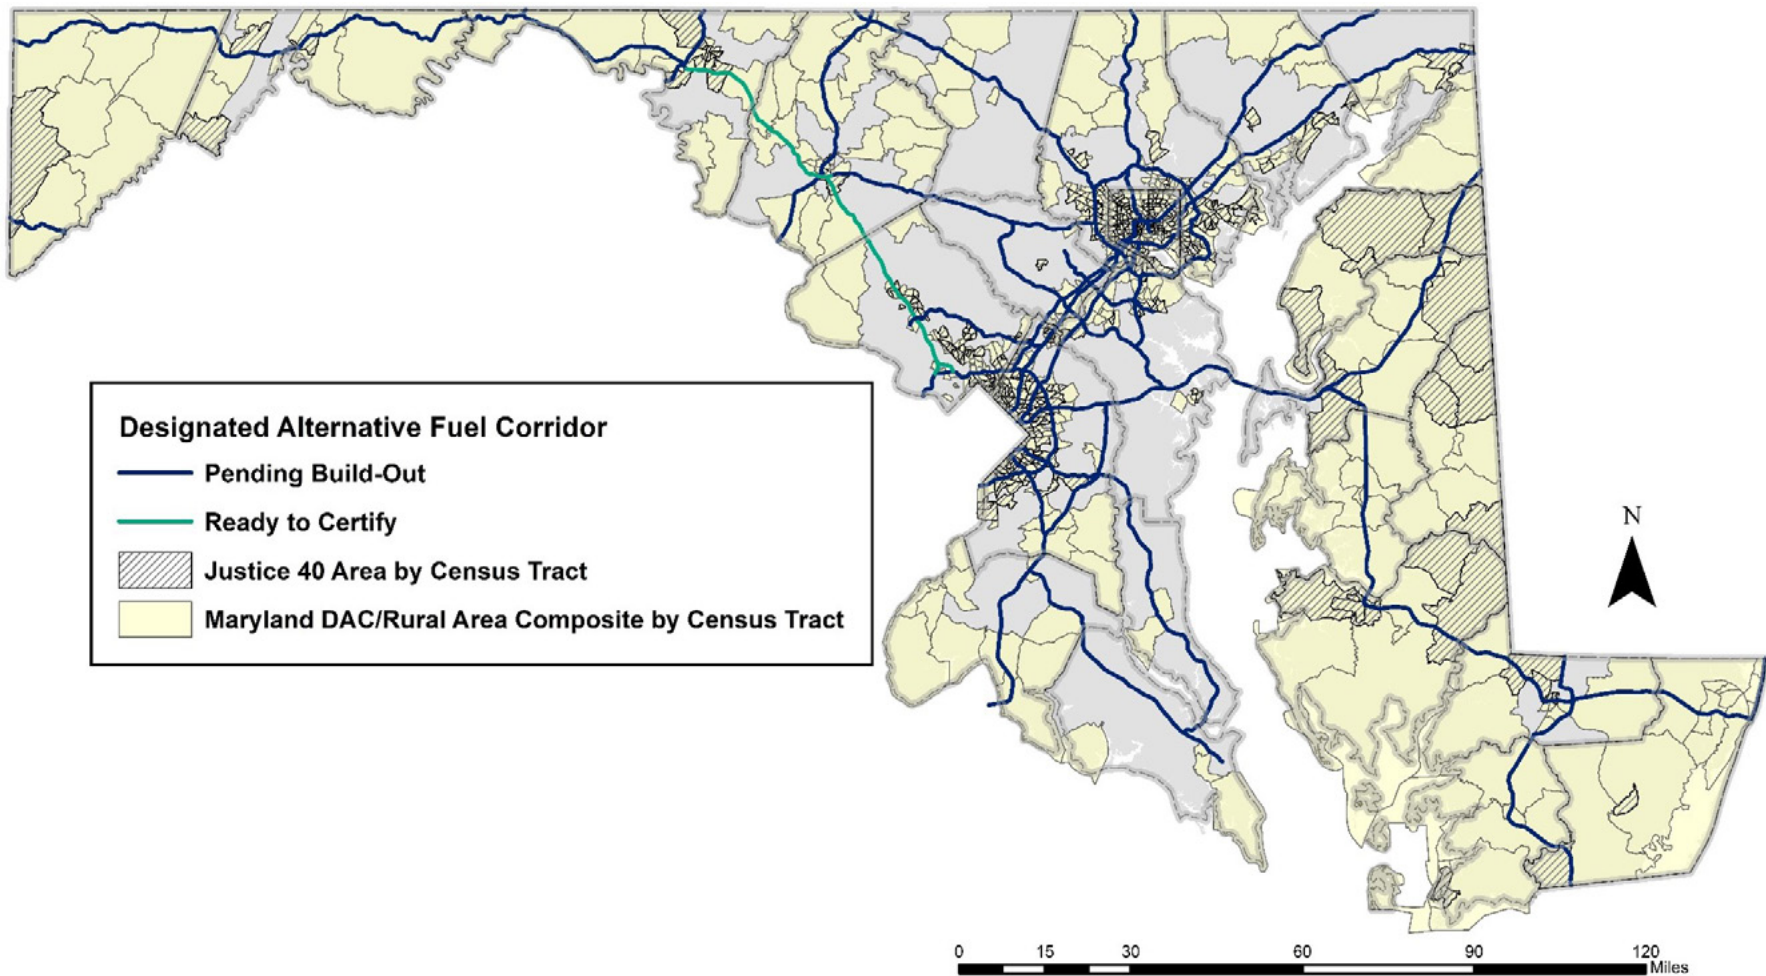 Designated Alternative Fuel Corridor
Pending Build-Out
Ready to Certify
Justice 40 Area by Census Tract
Maryland DAC/Rural Area Composite by Census Tract
N
0 15 30 60 90 120
Miles